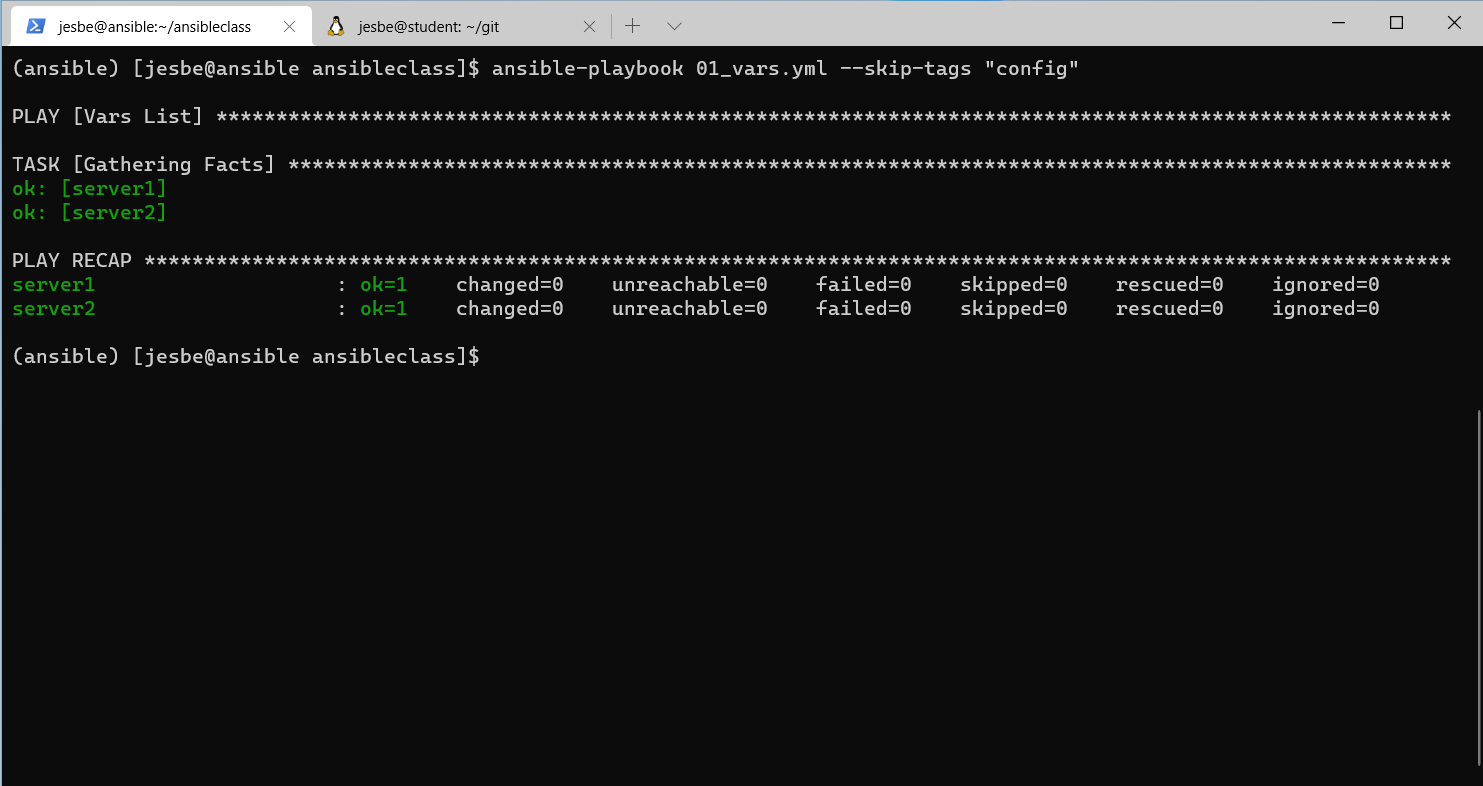 jesbe@ansible:~/ansibleclass jesbe@student: ~/git
(ansible) [jesbe@ansible ansibleclass]$ ansible-playbook 01_vars.yml --skip-tags "config"
PLAY [Vars List] *******************************************************************************************************
TASK [Gathering Facts] *************************************************************************************************
ok: [server1]
ok: [server2]
PLAY RECAP *************************************************************************************************************
server1                    : ok=1    changed=0    unreachable=0    failed=0    skipped=0    rescued=0    ignored=0
server2                    : ok=1    changed=0    unreachable=0    failed=0    skipped=0    rescued=0    ignored=0
(ansible) [jesbe@ansible ansibleclass]$